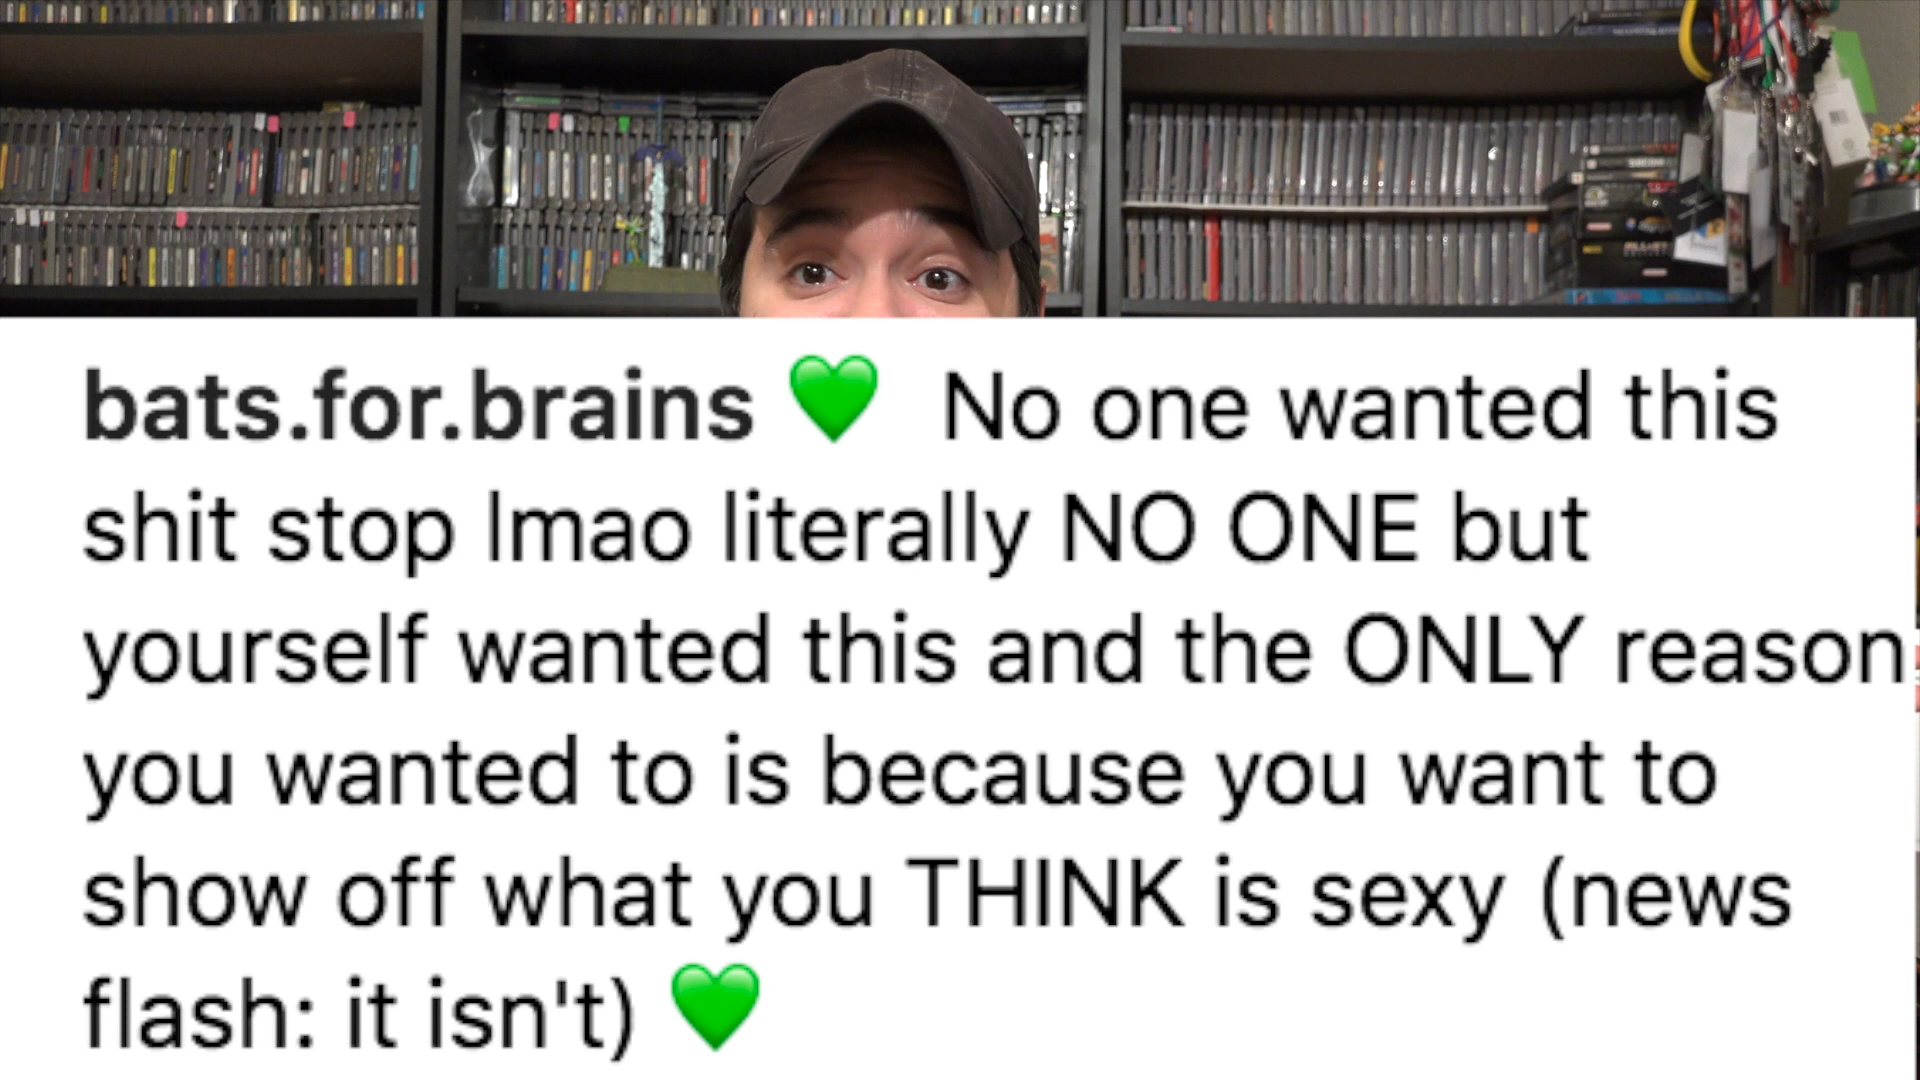 bats.for.brains 💚 No one wanted this
shit stop lmao literally NO ONE but
yourself wanted this and the ONLY reason
you wanted to is because you want to
show off what you THINK is sexy (news
flash: it isn't) 💚